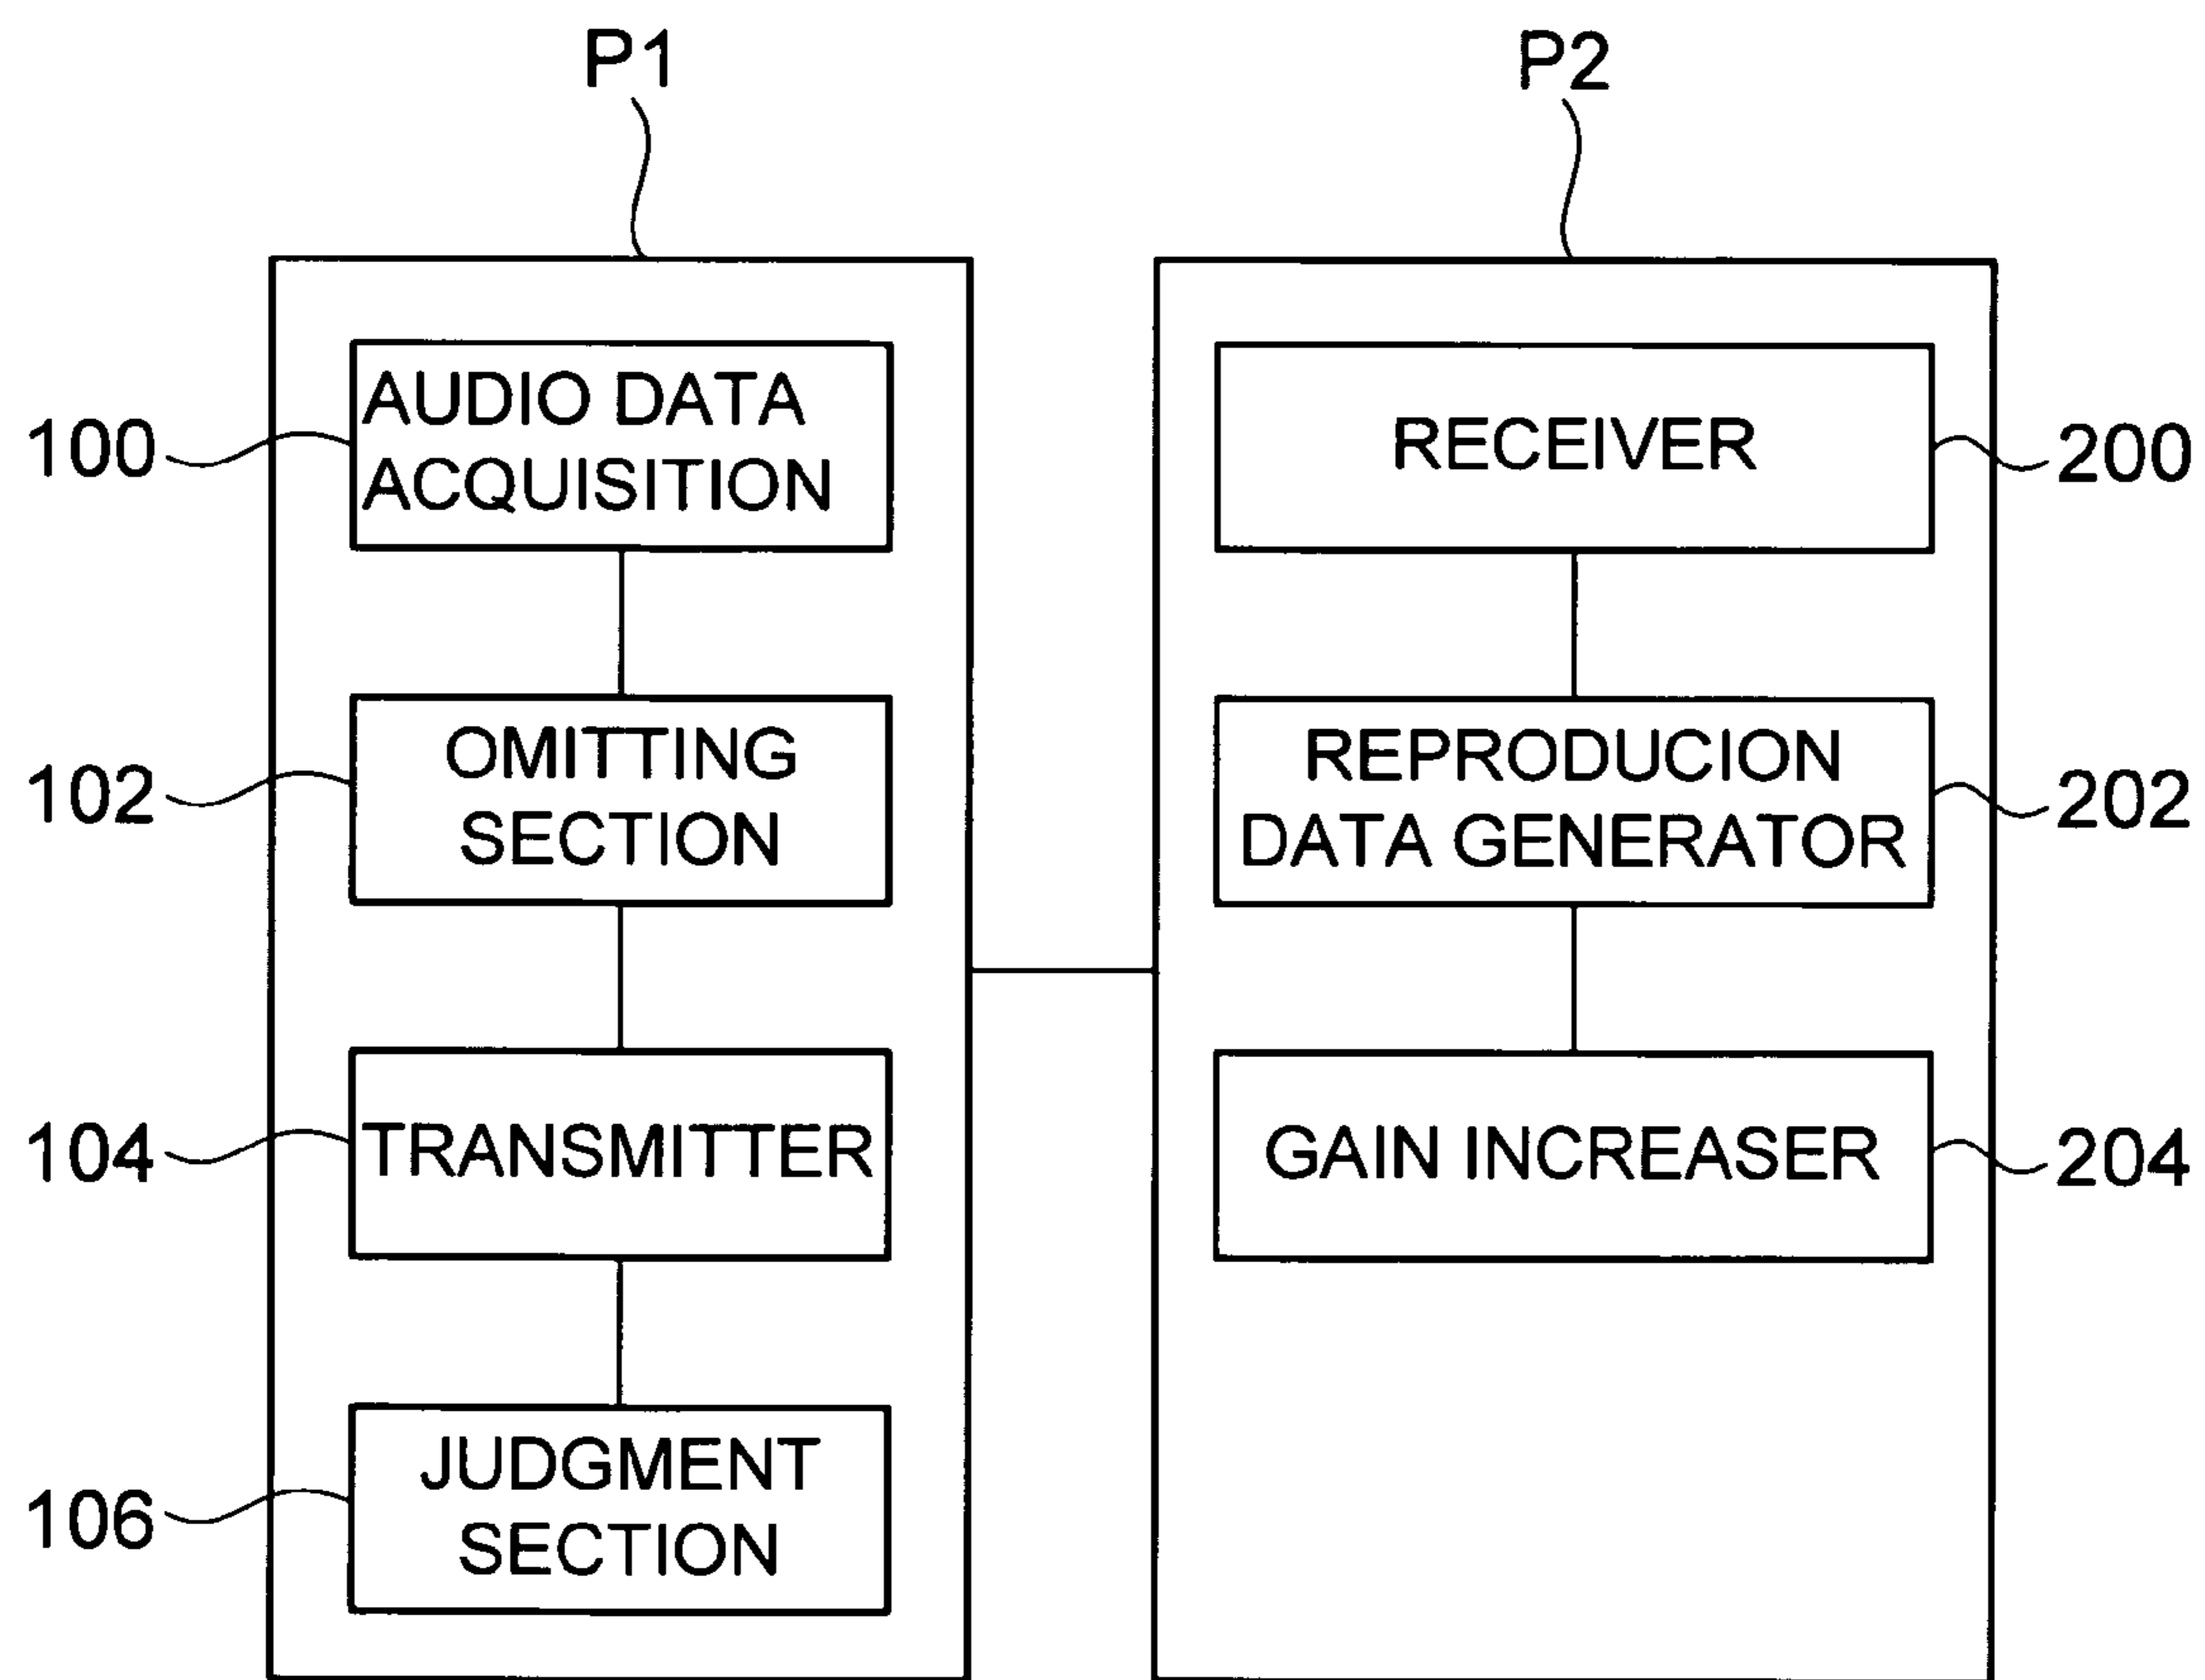 P1
P2
100
AUDIO DATA
ACQUISITION
102
OMITTING
SECTION
104
TRANSMITTER
106
JUDGMENT
SECTION
RECEIVER
200
REPRODUCION
DATA GENERATOR
202
GAIN INCREASER
204